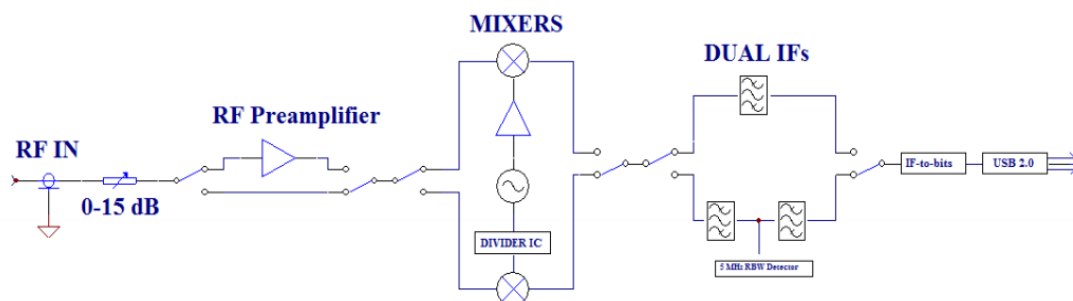 MIXERS
DUAL IFs
RF Preamplifier
RF IN
0-15 dB
IF-to-bits
USB 2.0
DIVIDER IC
5 MHz RBW Detector